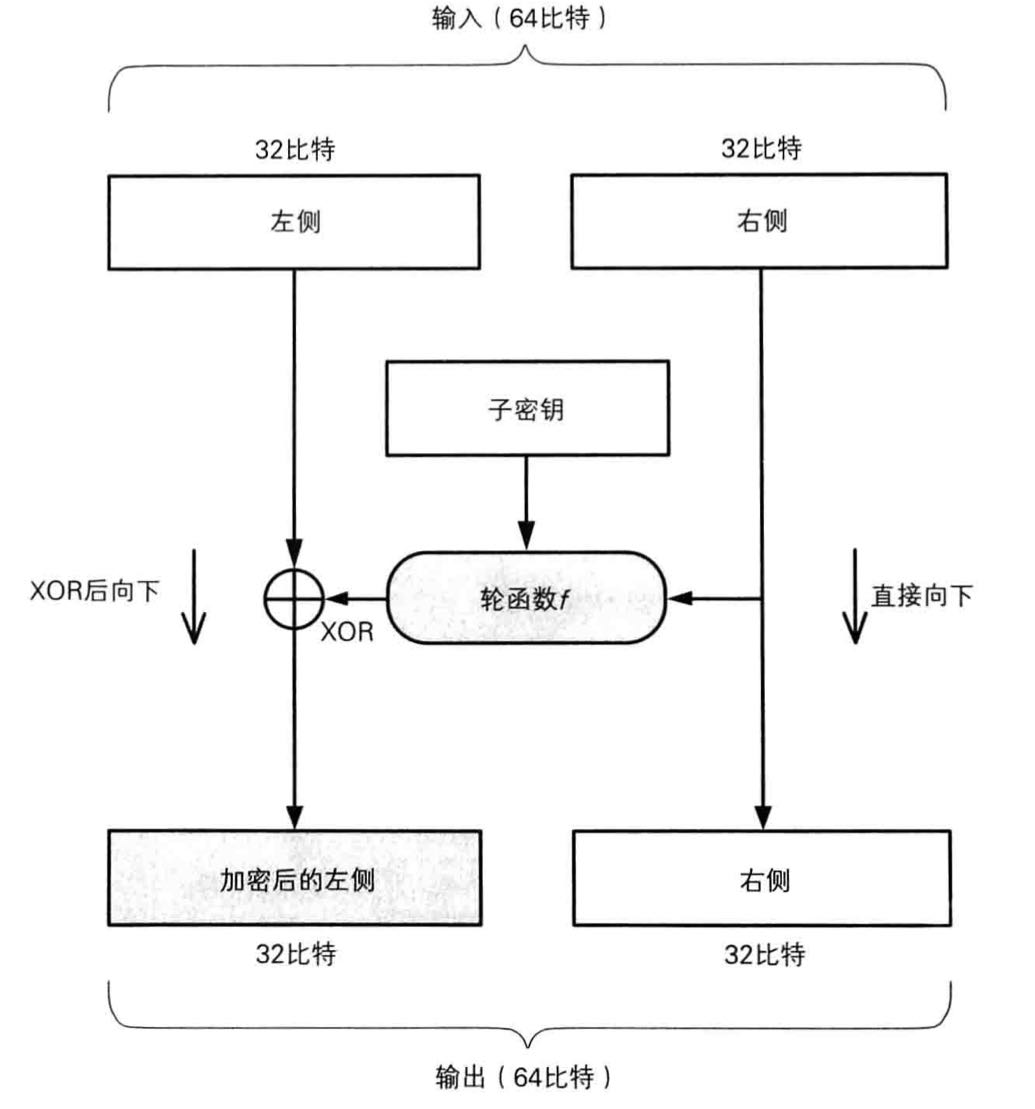 输入（64比特）
32比特
32比特
左侧
右侧
子密钥
XOR后向下
轮函数f
直接向下
XOR
加密后的左侧
右侧
32比特
32比特
输出（64比特）